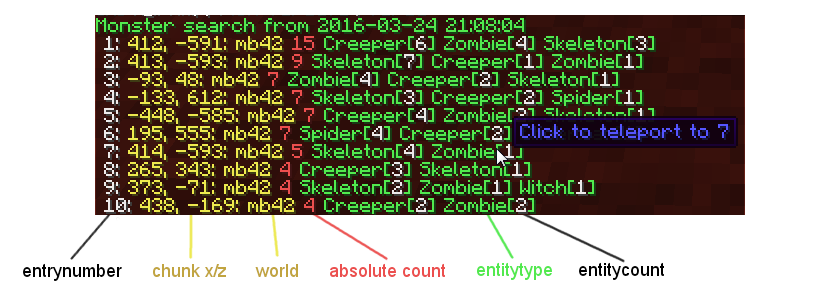 Monster search from 2016-03-24 21:08:04
1: 412, -591: mb42 15 Creeper[6] Zombie[4] Skeleton[3]
2: 413, -593: mb42 9 Skeleton[7] Creeper[1] Zombie[1]
3: -93, 48: mb42 7 Zombie[4] Creeper[2] Skeleton[1]
4: -133, 612: mb42 7 Skeleton[3] Creeper[2] Spider[1]
5: -448, -585: mb42 7 Creeper[4] Zombie[2] Skeleton[1]
6: 195, 555: mb42 7 Spider[4] Creeper[2]
Click to teleport to 7
7: 414, -593: mb42 5 Skeleton[4] Zombie[1]
8: 265, 343: mb42 4 Creeper[3] Skeleton[1]
9: 373, -71: mb42 4 Skeleton[2] Zombie[1] Witch[1]
10: 438, -169: mb42 4 Creeper[2] Zombie[2]
entrynumber chunk x/z world absolute count entitytype entitycount